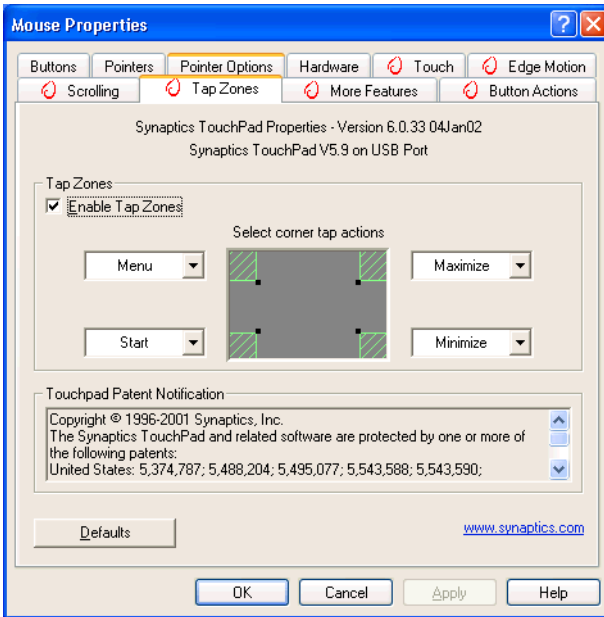 Mouse Properties
Buttons Pointers Pointer Options Hardware Touch Edge Motion
Scrolling Tap Zones More Features Button Actions
Synaptics TouchPad Properties - Version 6.0.33 04Jan02
Synaptics TouchPad V5.9 on USB Port
Tap Zones
Enable Tap Zones
Select corner tap actions
Menu Maximize
Start Minimize
Touchpad Patent Notification
Copyright © 1996-2001 Synaptics, Inc.
The Synaptics TouchPad and related software are protected by one or more of
the following patents:
United States: 5,374,787; 5,488,204; 5,495,077; 5,543,588; 5,543,590;
Defaults www.synaptics.com
OK Cancel Apply Help